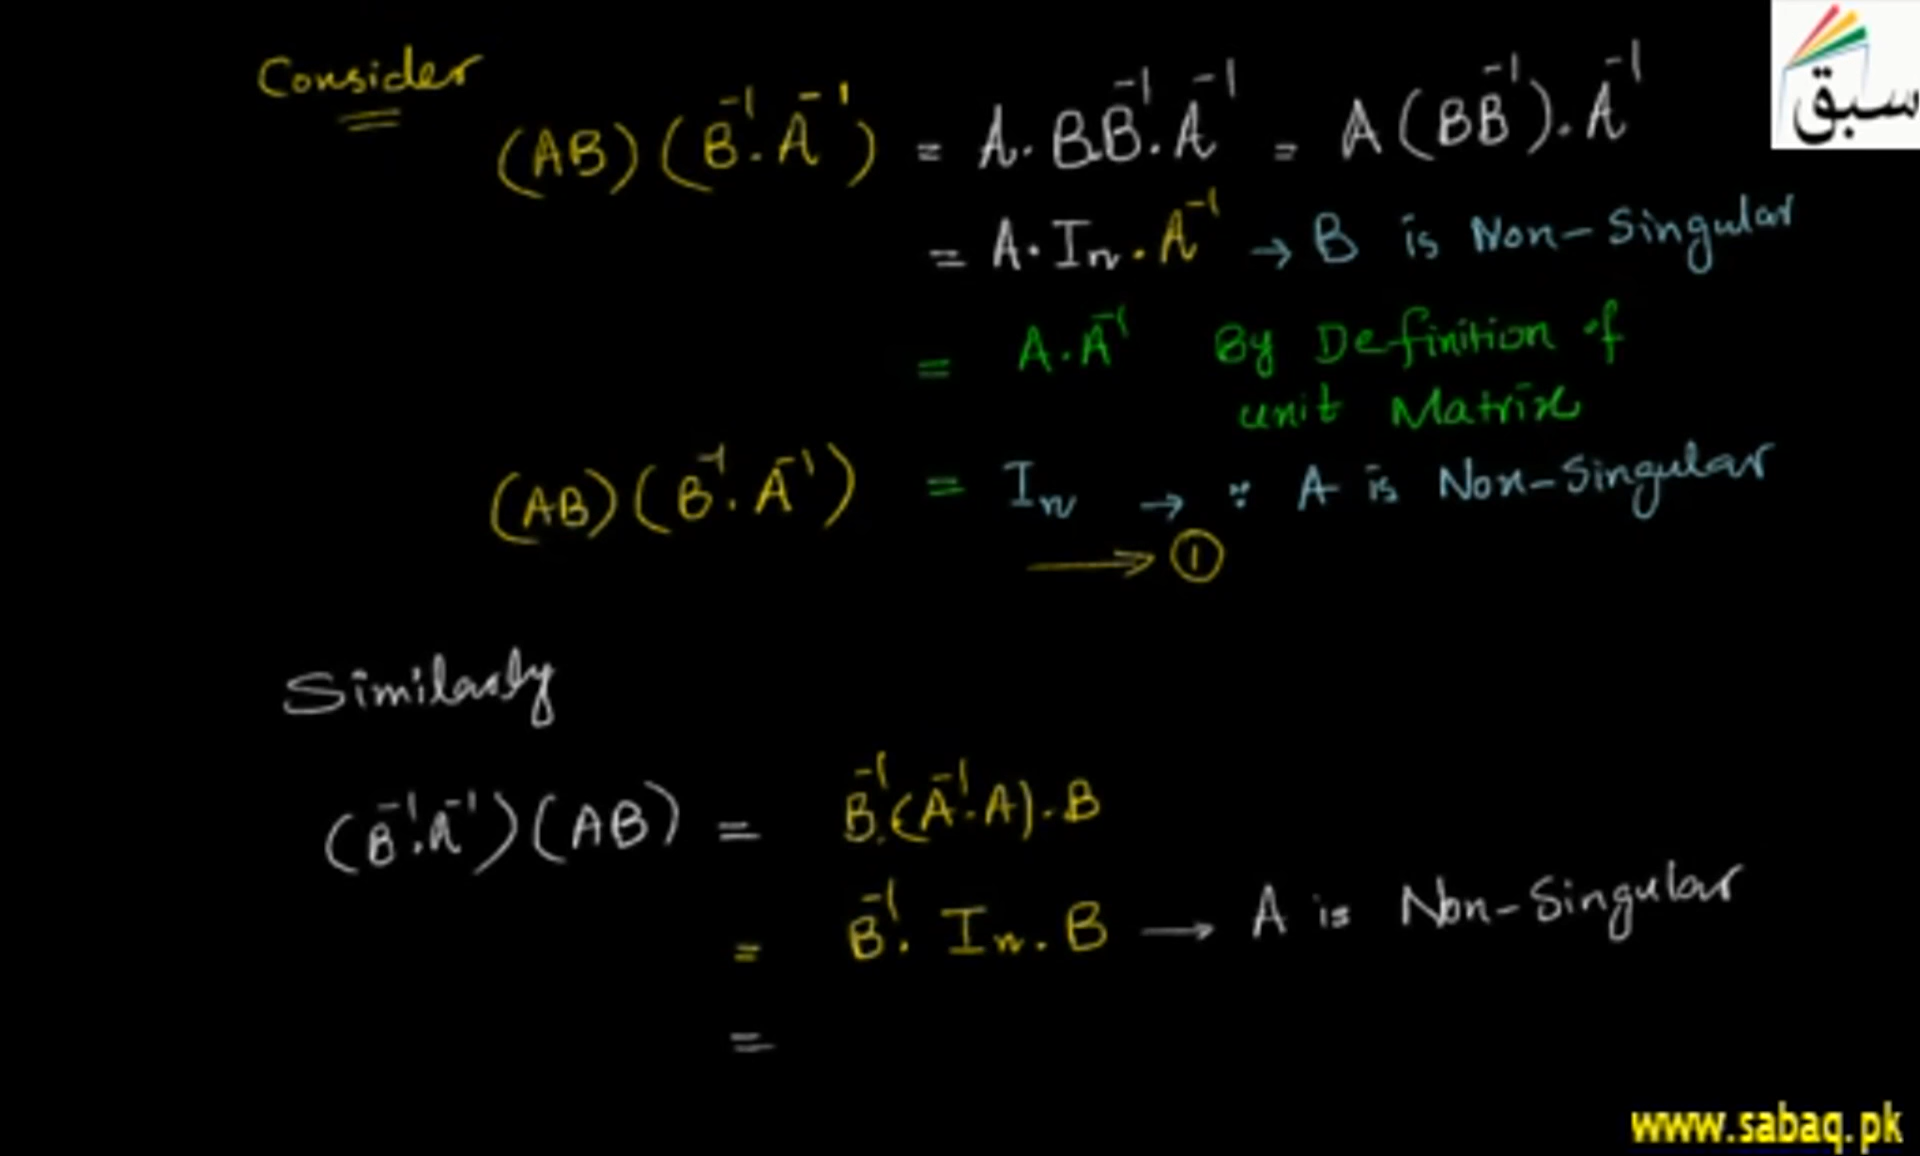 Consider
سبق
(AB)(B⁻¹.A⁻¹) = A.BB⁻¹.A⁻¹ = A(BB⁻¹).A⁻¹
= A.Iₙ.A⁻¹ → B is Non-Singular
= A.A⁻¹ By Definition of
unit Matrix
(AB)(B⁻¹.A⁻¹) = Iₙ → ∵ A is Non-Singular
⟶ ①
Similarly
(B⁻¹.A⁻¹)(AB) = B⁻¹.(A⁻¹.A).B
= B⁻¹.Iₙ.B → A is Non-Singular
=
www.sabaq.pk